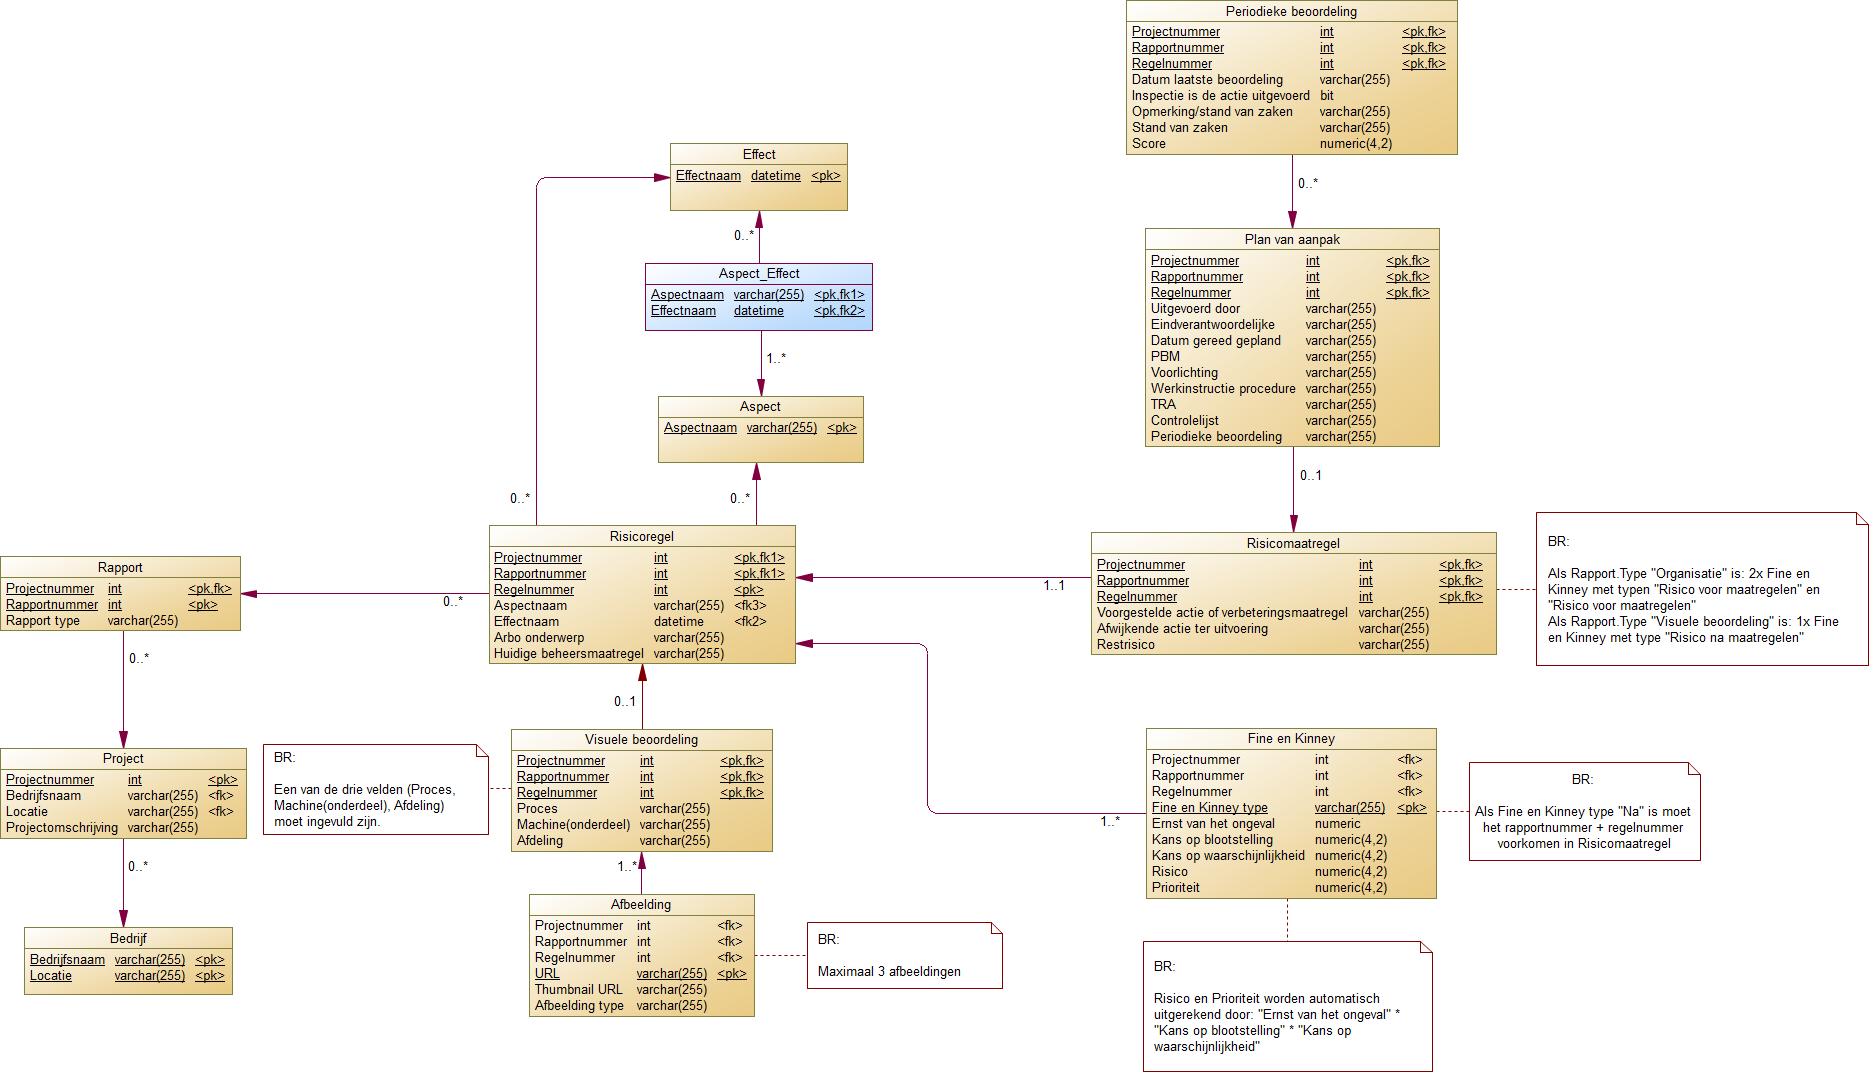 Periodieke beoordeling
Projectnummer int <pk,fk>
Rapportnummer int <pk,fk>
Regelnummer int <pk,fk>
Datum laatste beoordeling varchar(255)
Inspectie is de actie uitgevoerd bit
Opmerking/stand van zaken varchar(255)
Stand van zaken varchar(255)
Score numeric(4,2)
0..*
Effect
Effectnaam datetime <pk>
0..*
Aspect_Effect
Aspectnaam varchar(255) <pk,fk1>
Effectnaam datetime <pk,fk2>
1..*
Aspect
Aspectnaam varchar(255) <pk>
0..*
0..*
Plan van aanpak
Projectnummer int <pk,fk>
Rapportnummer int <pk,fk>
Regelnummer int <pk,fk>
Uitgevoerd door varchar(255)
Eindverantwoordelijke varchar(255)
Datum gereed gepland varchar(255)
PBM varchar(255)
Voorlichting varchar(255)
Werkinstructie procedure varchar(255)
TRA varchar(255)
Controlelijst varchar(255)
Periodieke beoordeling varchar(255)
0..1
Rapport
Projectnummer int <pk,fk>
Rapportnummer int <pk>
Rapport type varchar(255)
0..*
0..*
Risicoregel
Projectnummer int <pk,fk1>
Rapportnummer int <pk,fk1>
Regelnummer int <pk>
Aspectnaam varchar(255) <fk3>
Effectnaam datetime <fk2>
Arbo onderwerp varchar(255)
Huidige beheersmaatregel varchar(255)
1..1
Risicomaatregel
Projectnummer int <pk,fk>
Rapportnummer int <pk,fk>
Regelnummer int <pk,fk>
Voorgestelde actie of verbeteringsmaatregel varchar(255)
Afwijkende actie ter uitvoering varchar(255)
Restrisico varchar(255)
BR:
Als Rapport.Type "Organisatie" is: 2x Fine en
Kinney met typen "Risico voor maatregelen" en
"Risico voor maatregelen"
Als Rapport.Type "Visuele beoordeling" is: 1x Fine
en Kinney met type "Risico na maatregelen"
0..1
Project
Projectnummer int <pk>
Bedrijfsnaam varchar(255) <fk>
Locatie varchar(255) <fk>
Projectomschrijving varchar(255)
0..*
BR:
Een van de drie velden (Proces,
Machine(onderdeel), Afdeling)
moet ingevuld zijn.
Visuele beoordeling
Projectnummer int <pk,fk>
Rapportnummer int <pk,fk>
Regelnummer int <pk,fk>
Proces varchar(255)
Machine(onderdeel) varchar(255)
Afdeling varchar(255)
1..*
1..*
Fine en Kinney
Projectnummer int <fk>
Rapportnummer int <fk>
Regelnummer int <fk>
Fine en Kinney type varchar(255) <pk>
Ernst van het ongeval numeric
Kans op blootstelling numeric(4,2)
Kans op waarschijnlijkheid numeric(4,2)
Risico numeric(4,2)
Prioriteit numeric(4,2)
BR:
Als Fine en Kinney type "Na" is moet
het rapportnummer + regelnummer
voorkomen in Risicomaatregel
Bedrijf
Bedrijfsnaam varchar(255) <pk>
Locatie varchar(255) <pk>
Afbeelding
Projectnummer int <fk>
Rapportnummer int <fk>
Regelnummer int <fk>
URL varchar(255) <pk>
Thumbnail URL varchar(255)
Afbeelding type varchar(255)
BR:
Maximaal 3 afbeeldingen
BR:
Risico en Prioriteit worden automatisch
uitgerekend door: "Ernst van het ongeval" *
"Kans op blootstelling" * "Kans op
waarschijnlijkheid"